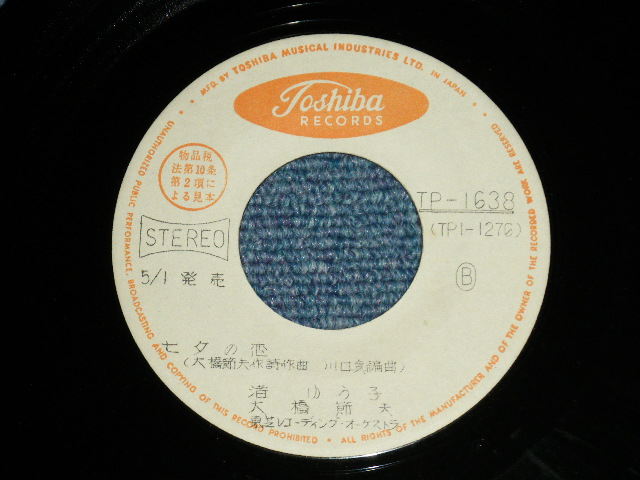 MFD. BY TOSHIBA MUSICAL INDUSTRIES LTD. IN JAPAN
Toshiba
RECORDS
物品税
法第10条
第2項に
よる見本
STEREO
5/1 発売
TP-1638
(TP1-1276)
B
七夕の恋
(大橋節夫作詩作曲 川口真編曲)
渚 ゆう子
大橋節夫
東芝レコーディング・オーケストラ
UNAUTHORIZED PUBLIC PERFORMANCE, BROADCASTING AND COPYING OF THIS RECORD PROHIBITED • ALL RIGHTS OF THE MANUFACTURER AND OF THE OWNER OF THE RECORDED WORK ARE RESERVED